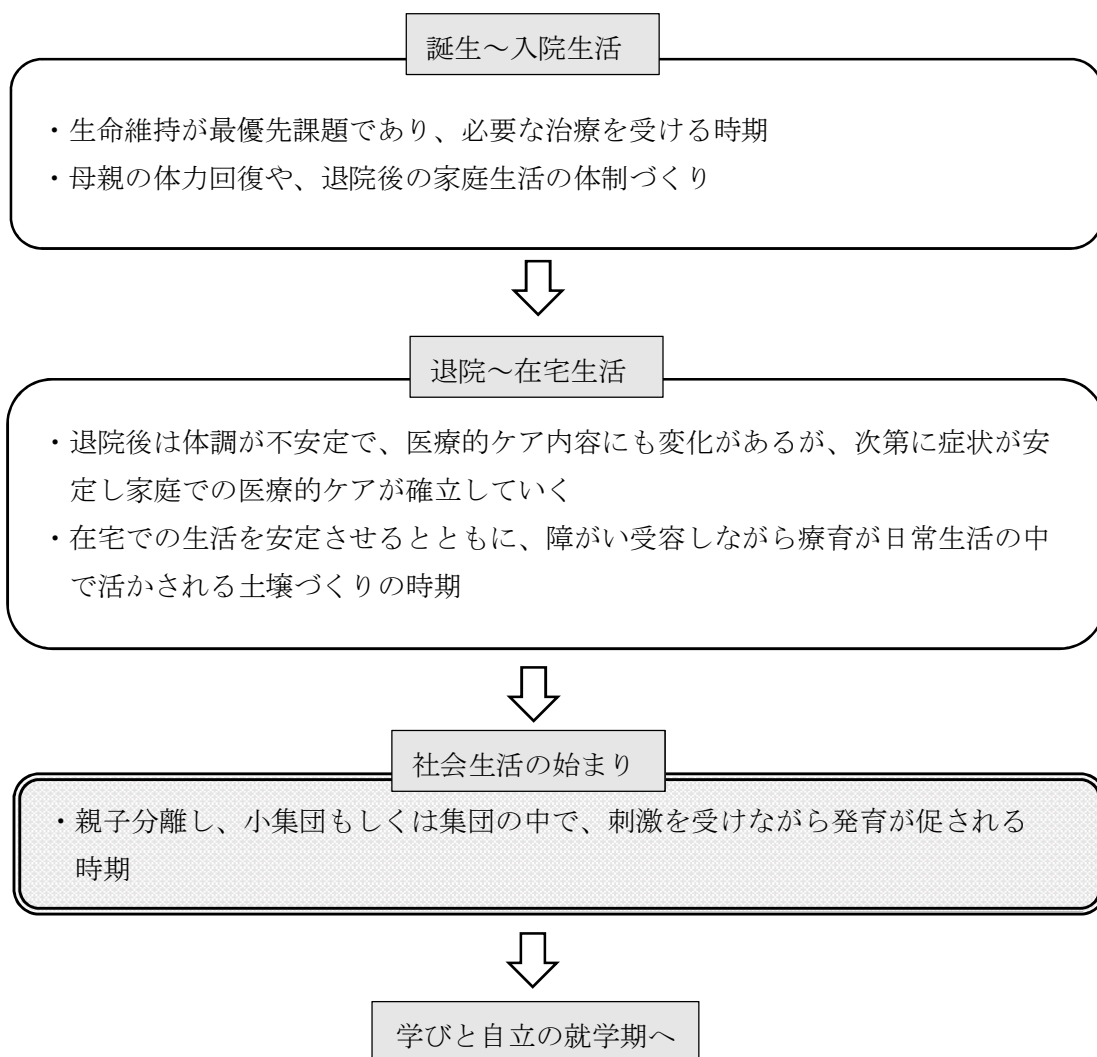 誕生～入院生活
・生命維持が最優先課題であり、必要な治療を受ける時期
・母親の体力回復や、退院後の家庭生活の体制づくり
退院～在宅生活
・退院後は体調が不安定で、医療的ケア内容にも変化があるが、次第に症状が安
定し家庭での医療的ケアが確立していく
・在宅での生活を安定させるとともに、障がい受容しながら療育が日常生活の中
で活かされる土壌づくりの時期
社会生活の始まり
・親子分離し、小集団もしくは集団の中で、刺激を受けながら発育が促される
時期
学びと自立の就学期へ